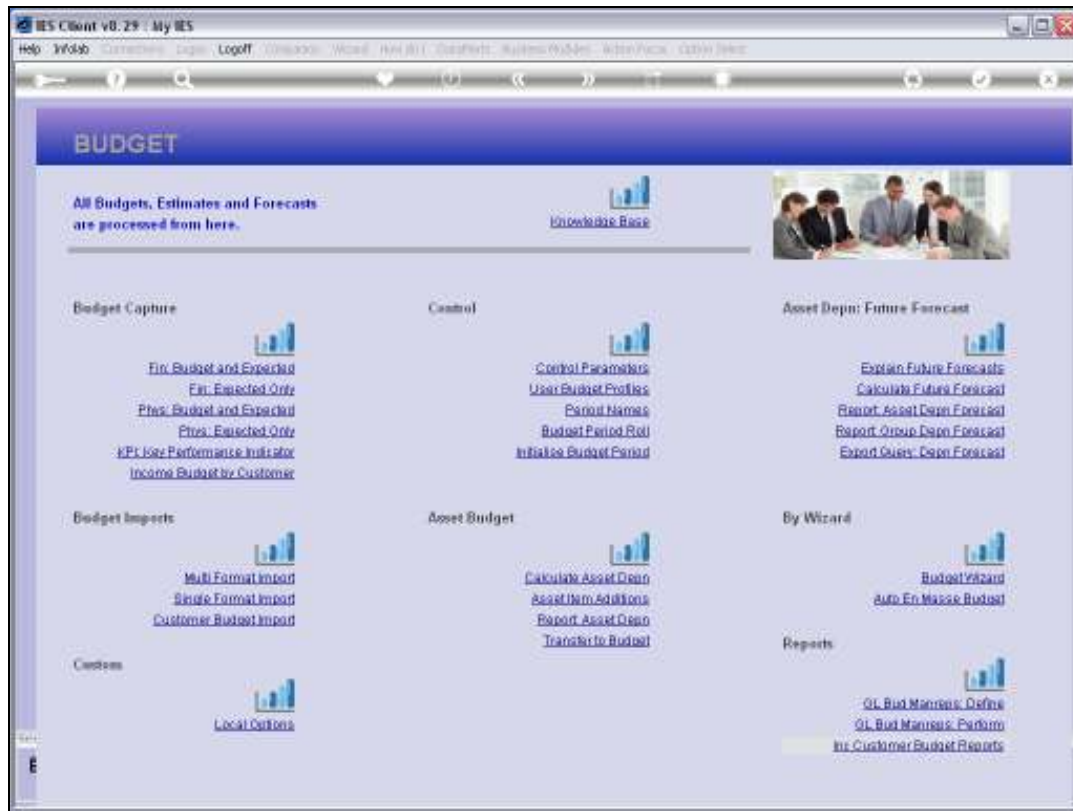 IES Client v8.29 : My IES
Help Infolab Logoff
BUDGET
All Budgets, Estimates and Forecasts
are processed from here.
Knowledge Base
Budget Capture
Fin: Budget and Expected
Fin: Expected Only
Phys: Budget and Expected
Phys: Expected Only
KPI: Key Performance Indicator
Income Budget by Customer
Control
Control Parameters
User Budget Profiles
Period Names
Budget Period Roll
Initialise Budget Period
Asset Depn: Future Forecast
Explain Future Forecasts
Calculate Future Forecast
Report: Asset Depn Forecast
Report: Group Depn Forecast
Export Query: Depn Forecast
Budget Imports
Multi Format Import
Single Format Import
Customer Budget Import
Asset Budget
Calculate Asset Depn
Asset Item Additions
Report Asset Depn
Transfer to Budget
By Wizard
Budget Wizard
Auto En Masse Budget
Custom
Local Options
Reports
GL Bud Manreps: Define
GL Bud Manreps: Perform
Inc Customer Budget Reports